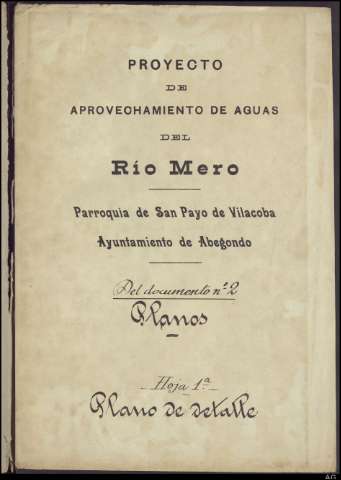 PROYECTO
DE
APROVECHAMIENTO DE AGUAS
DEL
Río Mero
Parroquia de San Payo de Vilacoba
Ayuntamiento de Abegondo
Del documento nº 2
Planos
Hoja 1.ª
Plano de detalle